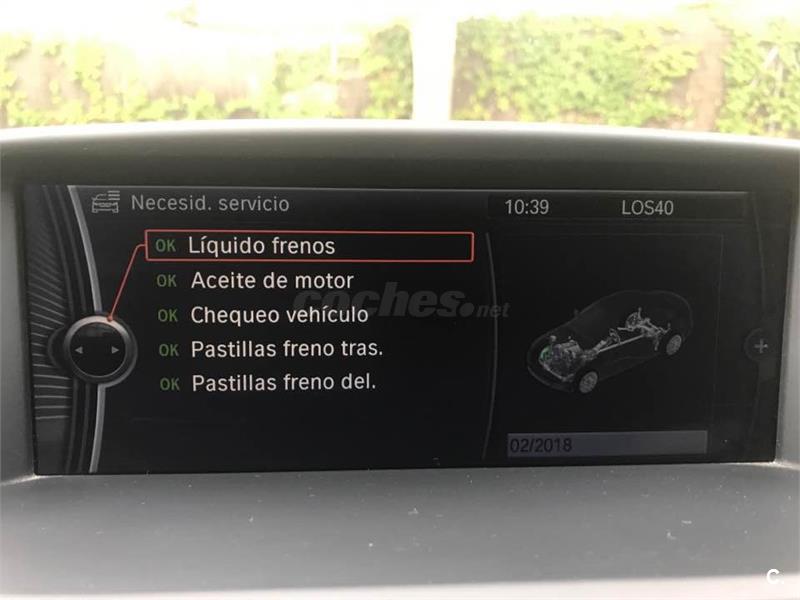 Necesid. servicio
10:39 LOS40
OK Líquido frenos
OK Aceite de motor
OK Chequeo vehículo
OK Pastillas freno tras.
OK Pastillas freno del.
02/2018
coches.net
C.